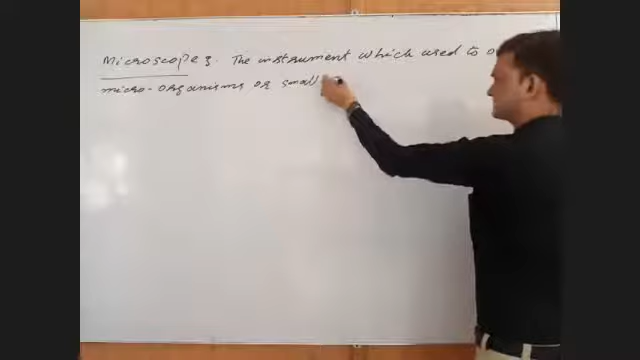 Microscope :- The instrument which used to
micro-organisms or small